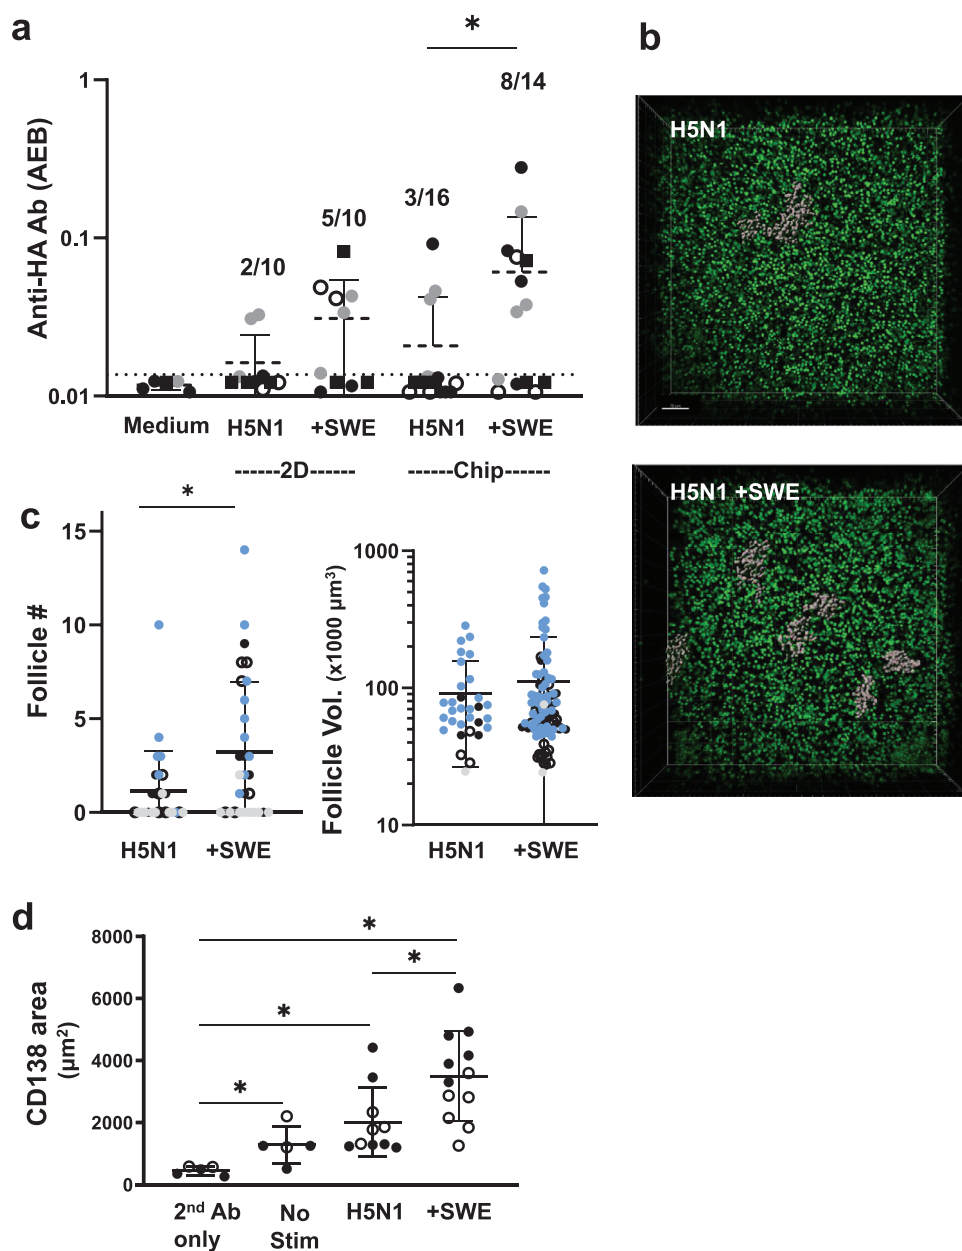 a
*
8/14
3/16
5/10
2/10
Anti-HA Ab (AEB)
1
0.1
0.01
Medium H5N1 +SWE H5N1 +SWE
------2D------ ------Chip------
b
H5N1
H5N1 +SWE
c
*
Follicle #
15
10
5
0
H5N1 +SWE
Follicle Vol. (x1000 µm³)
1000
100
10
H5N1 +SWE
d
*
*
*
*
CD138 area
(µm²)
8000
6000
4000
2000
0
2nd Ab only
No Stim
H5N1
+SWE